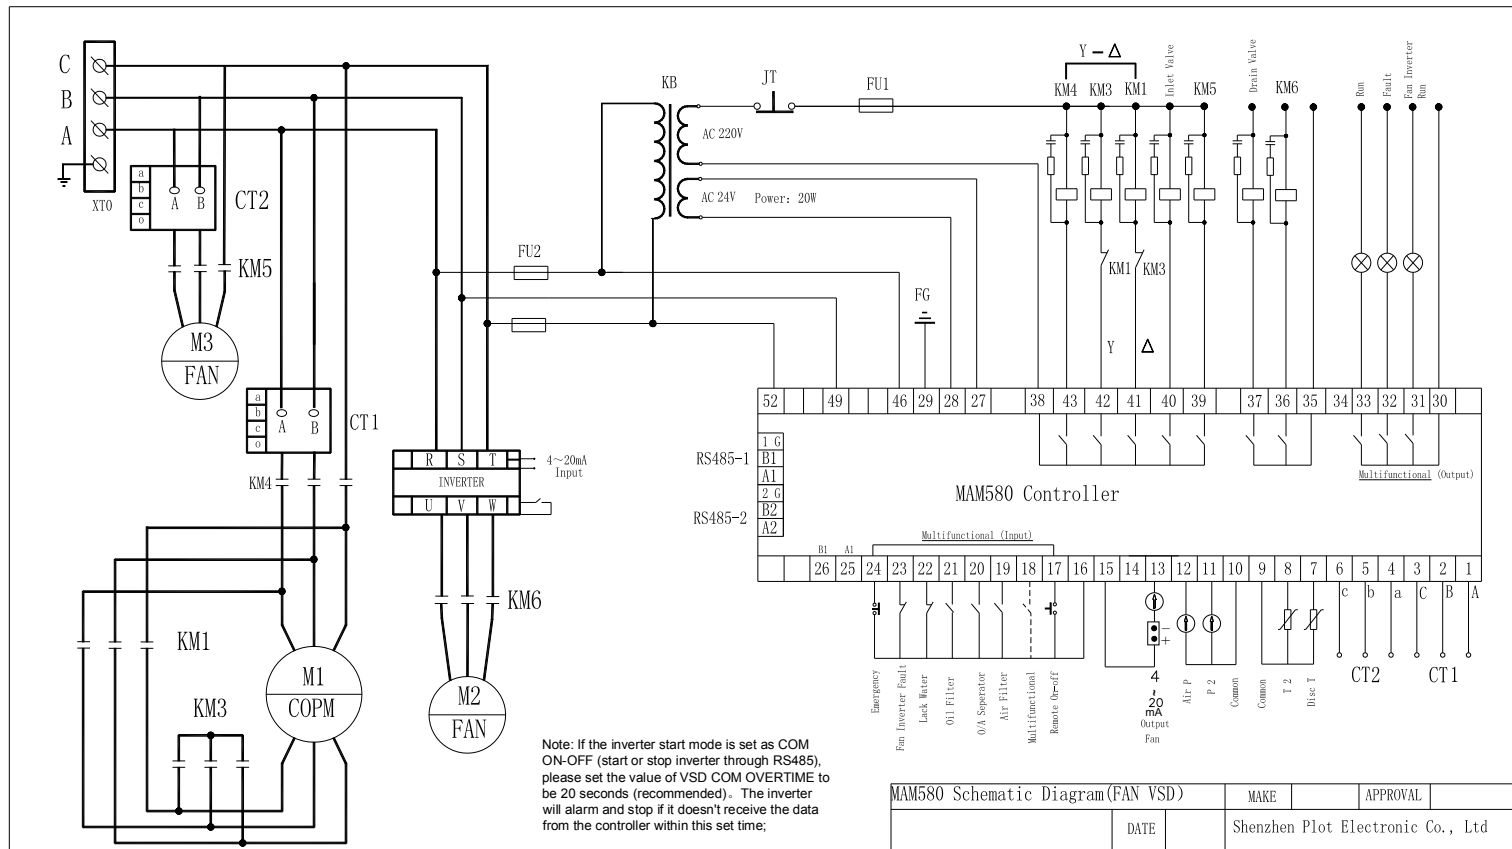 C
B
A
XTO
a
b
c
o
A B
CT2
KM5
M3
FAN
a
b
c
o
A B
CT1
KM4
KM1
KM3
M1
COPM
R S T
INVERTER
U V W
4～20mA
Input
KM6
M2
FAN
FU2
KB
AC 220V
AC 24V
Power: 20W
JT
FU1
FG
Y — Δ
KM4 KM3 KM1 Inlet Valve KM5 Drain Valve KM6 Run Fault Fan Inverter Run
KM1 KM3
Y Δ
52 49 46 29 28 27 38 43 42 41 40 39 37 36 35 34 33 32 31 30
Multifunctional (Output)
RS485-1
1 G
B1
A1
RS485-2
2 G
B2
A2
MAM580 Controller
Multifunctional (Input)
B1 A1
26 25 24 23 22 21 20 19 18 17 16 15 14 13 12 11 10 9 8 7 6 5 4 3 2 1
c b a C B A
− +
CT2 CT1
Emergency
Fan Inverter Fault
Lack Water
Oil Filter
O/A Seperator
Air Filter
Multifunctional
Remote On-off
4
~
20
mA
Output
Fan
Air P
P 2
Common
Common
T 2
Disc T
Note: If the inverter start mode is set as COM
ON-OFF (start or stop inverter through RS485),
please set the value of VSD COM OVERTIME to
be 20 seconds (recommended)。The inverter
will alarm and stop if it doesn't receive the data
from the controller within this set time;
MAM580 Schematic Diagram(FAN VSD) MAKE APPROVAL
DATE Shenzhen Plot Electronic Co., Ltd